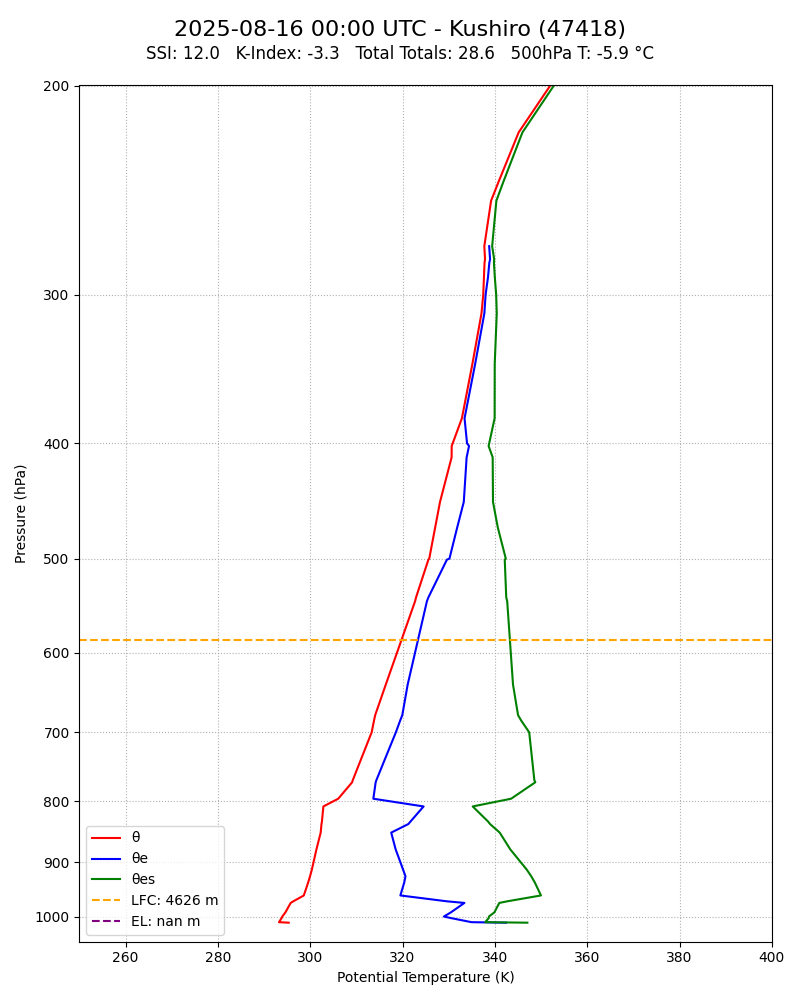 2025-08-16 00:00 UTC - Kushiro (47418)
SSI: 12.0   K-Index: -3.3   Total Totals: 28.6   500hPa T: -5.9 °C
200
300
400
500
600
700
800
900
1000
Pressure (hPa)
θ
θe
θes
LFC: 4626 m
EL: nan m
260 280 300 320 340 360 380 400
Potential Temperature (K)